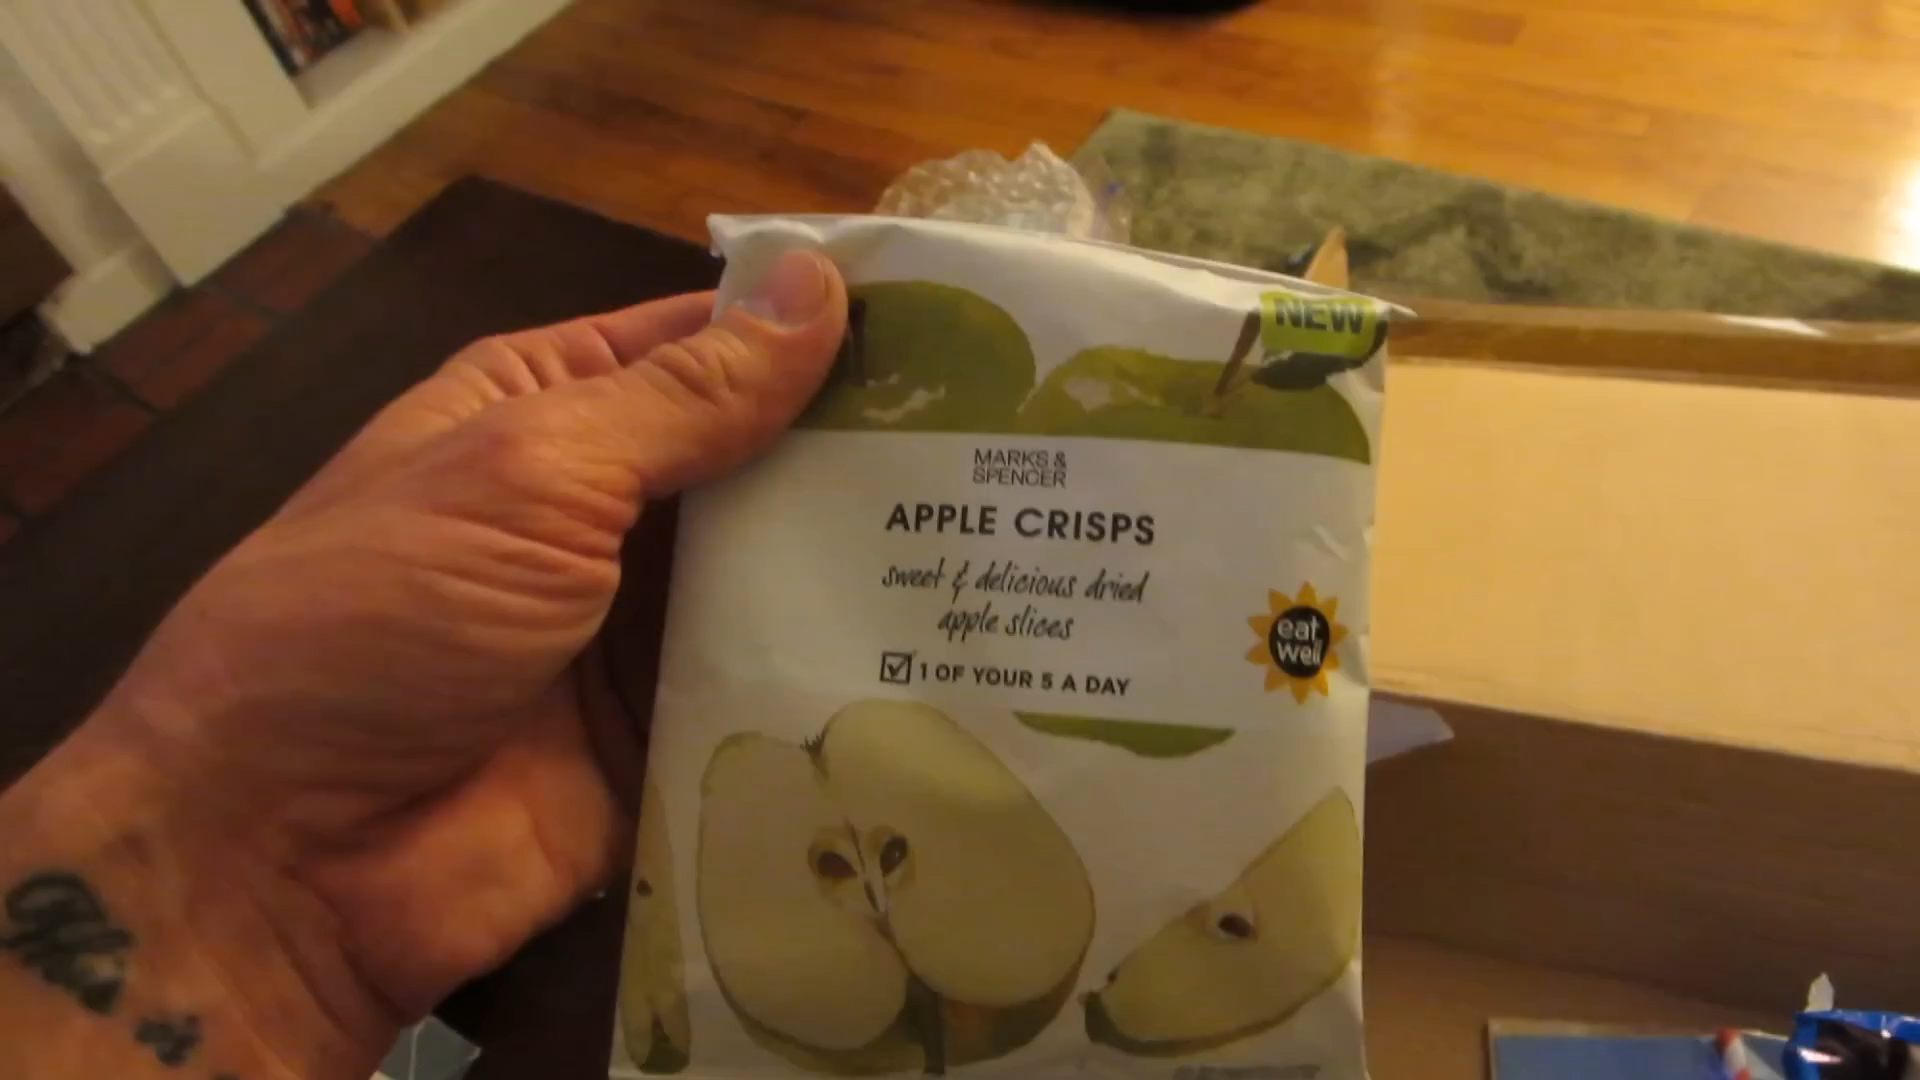 NEW
MARKS &
SPENCER
APPLE CRISPS
sweet & delicious dried
apple slices
1 OF YOUR 5 A DAY
eat
well